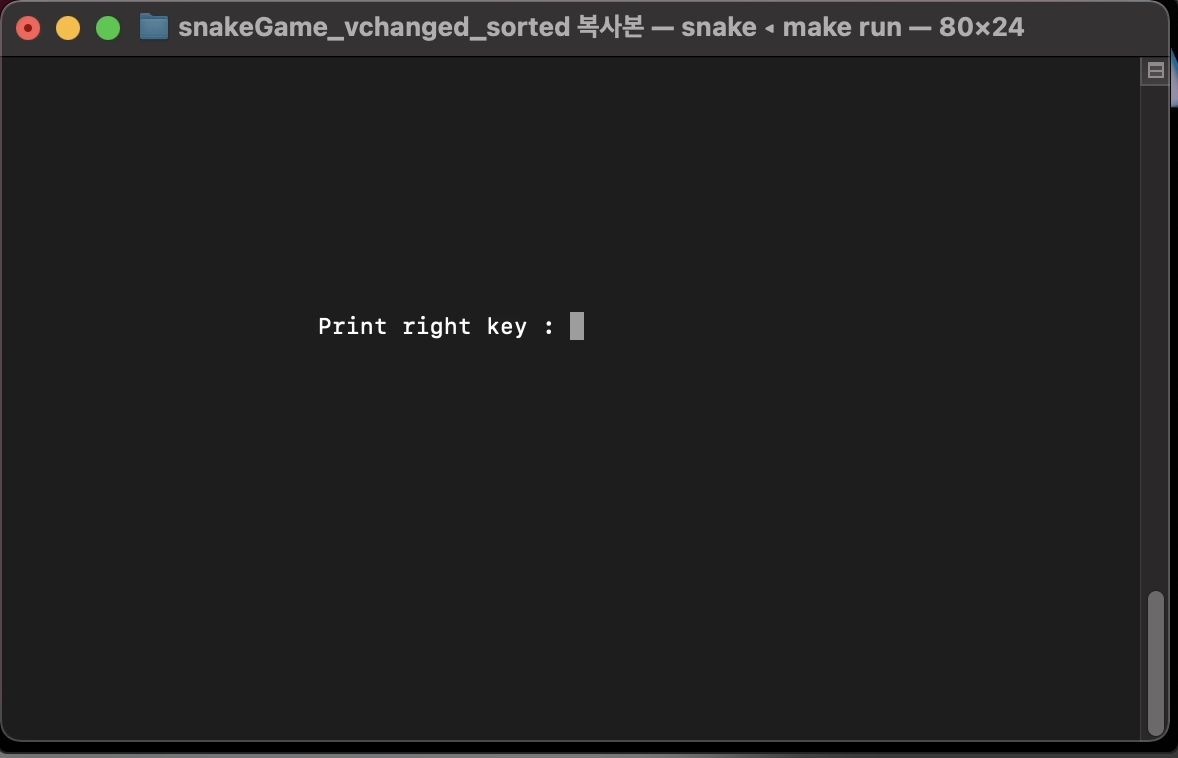 snakeGame_vchanged_sorted 복사본 — snake ◂ make run — 80×24
Print right key :